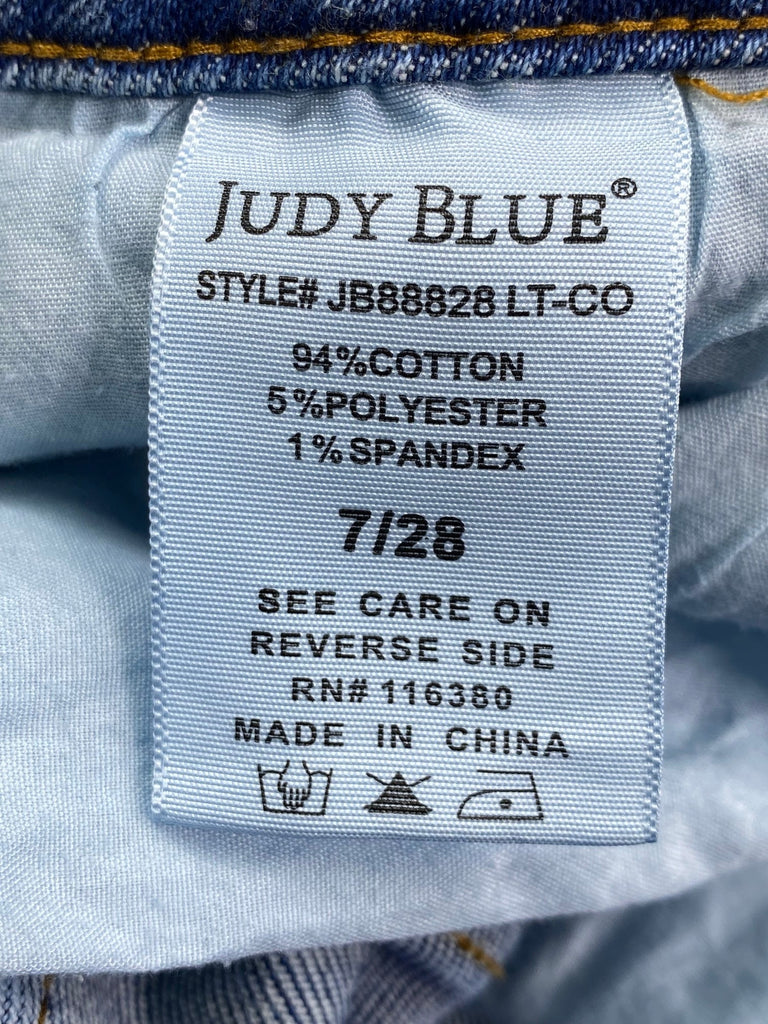 JUDY BLUE®
STYLE# JB88828 LT-CO
94%COTTON
5%POLYESTER
1%SPANDEX
7/28
SEE CARE ON
REVERSE SIDE
RN# 116380
MADE IN CHINA